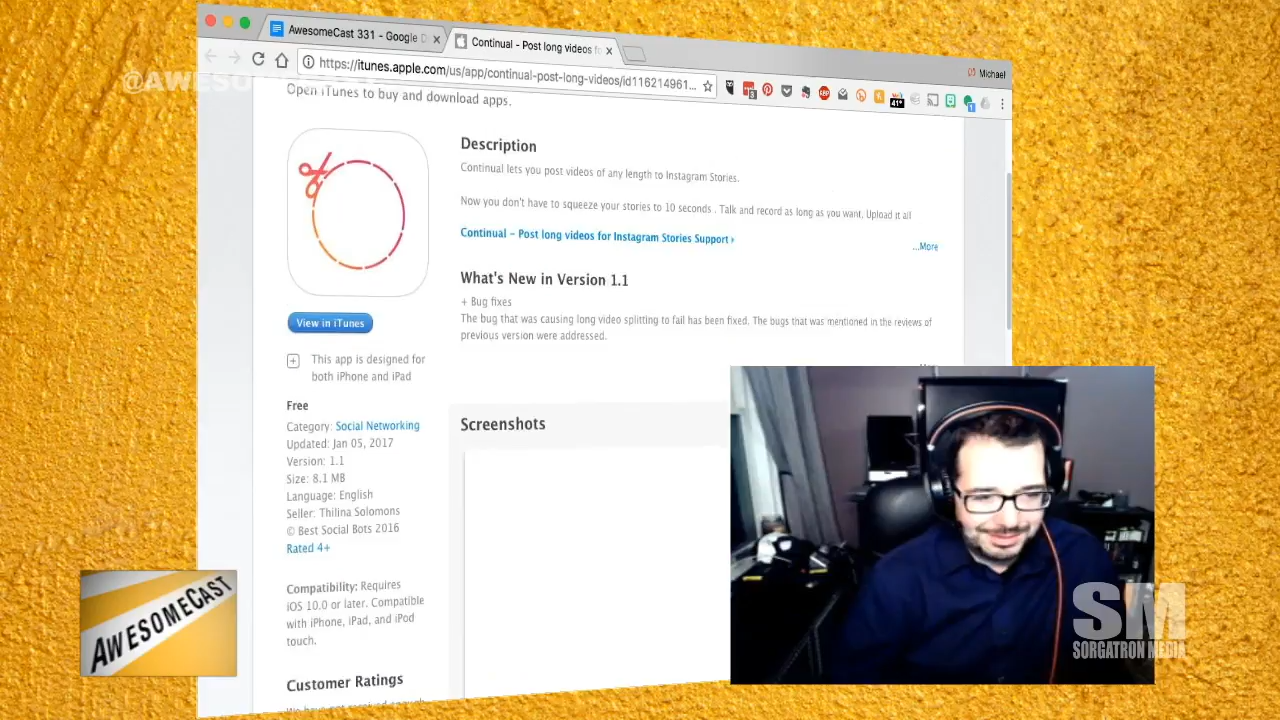 AwesomeCast 331 - Google D
Continual - Post long videos fo
Michael
https://itunes.apple.com/us/app/continual-post-long-videos/id116214961...
@AWESO
Open iTunes to buy and download apps.
Description
Continual lets you post videos of any length to Instagram Stories.
Now you don't have to squeeze your stories to 10 seconds . Talk and record as long as you want. Upload it all
Continual - Post long videos for Instagram Stories Support ›
...More
What's New in Version 1.1
+ Bug fixes
The bug that was causing long video splitting to fail has been fixed. The bugs that was mentioned in the reviews of
previous version were addressed.
View in iTunes
This app is designed for
both iPhone and iPad
Free
Category: Social Networking
Updated: Jan 05, 2017
Version: 1.1
Size: 8.1 MB
Language: English
Seller: Thilina Solomons
© Best Social Bots 2016
Rated 4+
Compatibility: Requires
iOS 10.0 or later. Compatible
with iPhone, iPad, and iPod
touch.
Customer Ratings
Screenshots
AWESOMECAST
SM
SORGATRON MEDIA